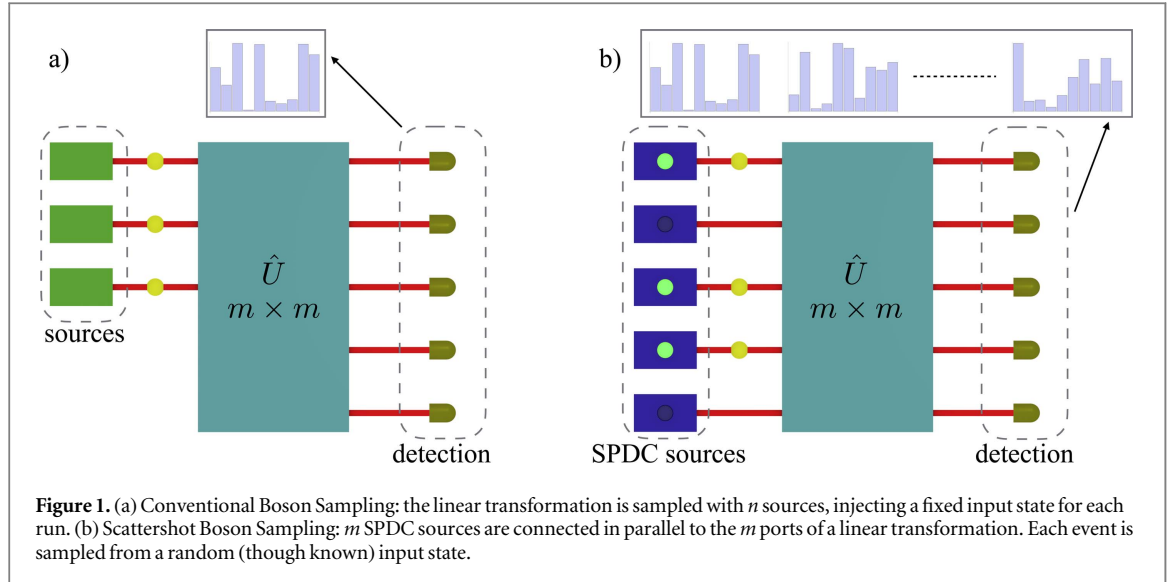 a)
b)
Û
m × m
sources
detection
Û
m × m
SPDC sources
detection
Figure 1. (a) Conventional Boson Sampling: the linear transformation is sampled with n sources, injecting a fixed input state for each
run. (b) Scattershot Boson Sampling: m SPDC sources are connected in parallel to the m ports of a linear transformation. Each event is
sampled from a random (though known) input state.